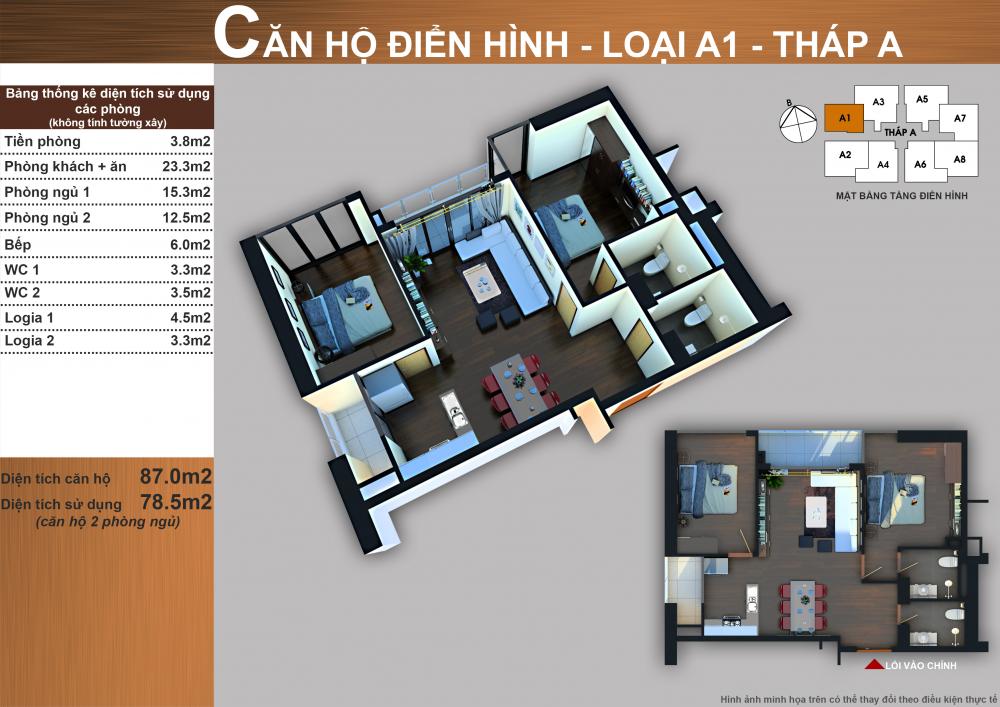 CĂN HỘ ĐIỂN HÌNH - LOẠI A1 - THÁP A
Bảng thống kê diện tích sử dụng
các phòng
(không tính tường xây)
Tiền phòng 3.8m2
Phòng khách + ăn 23.3m2
Phòng ngủ 1 15.3m2
Phòng ngủ 2 12.5m2
Bếp 6.0m2
WC 1 3.3m2
WC 2 3.5m2
Logia 1 4.5m2
Logia 2 3.3m2
Diện tích căn hộ 87.0m2
Diện tích sử dụng 78.5m2
(căn hộ 2 phòng ngủ)
B
A1
A3
A5
A7
THÁP A
A2
A4
A6
A8
MẶT BẰNG TẦNG ĐIỂN HÌNH
LỐI VÀO CHÍNH
Hình ảnh minh họa trên có thể thay đổi theo điều kiện thực tế